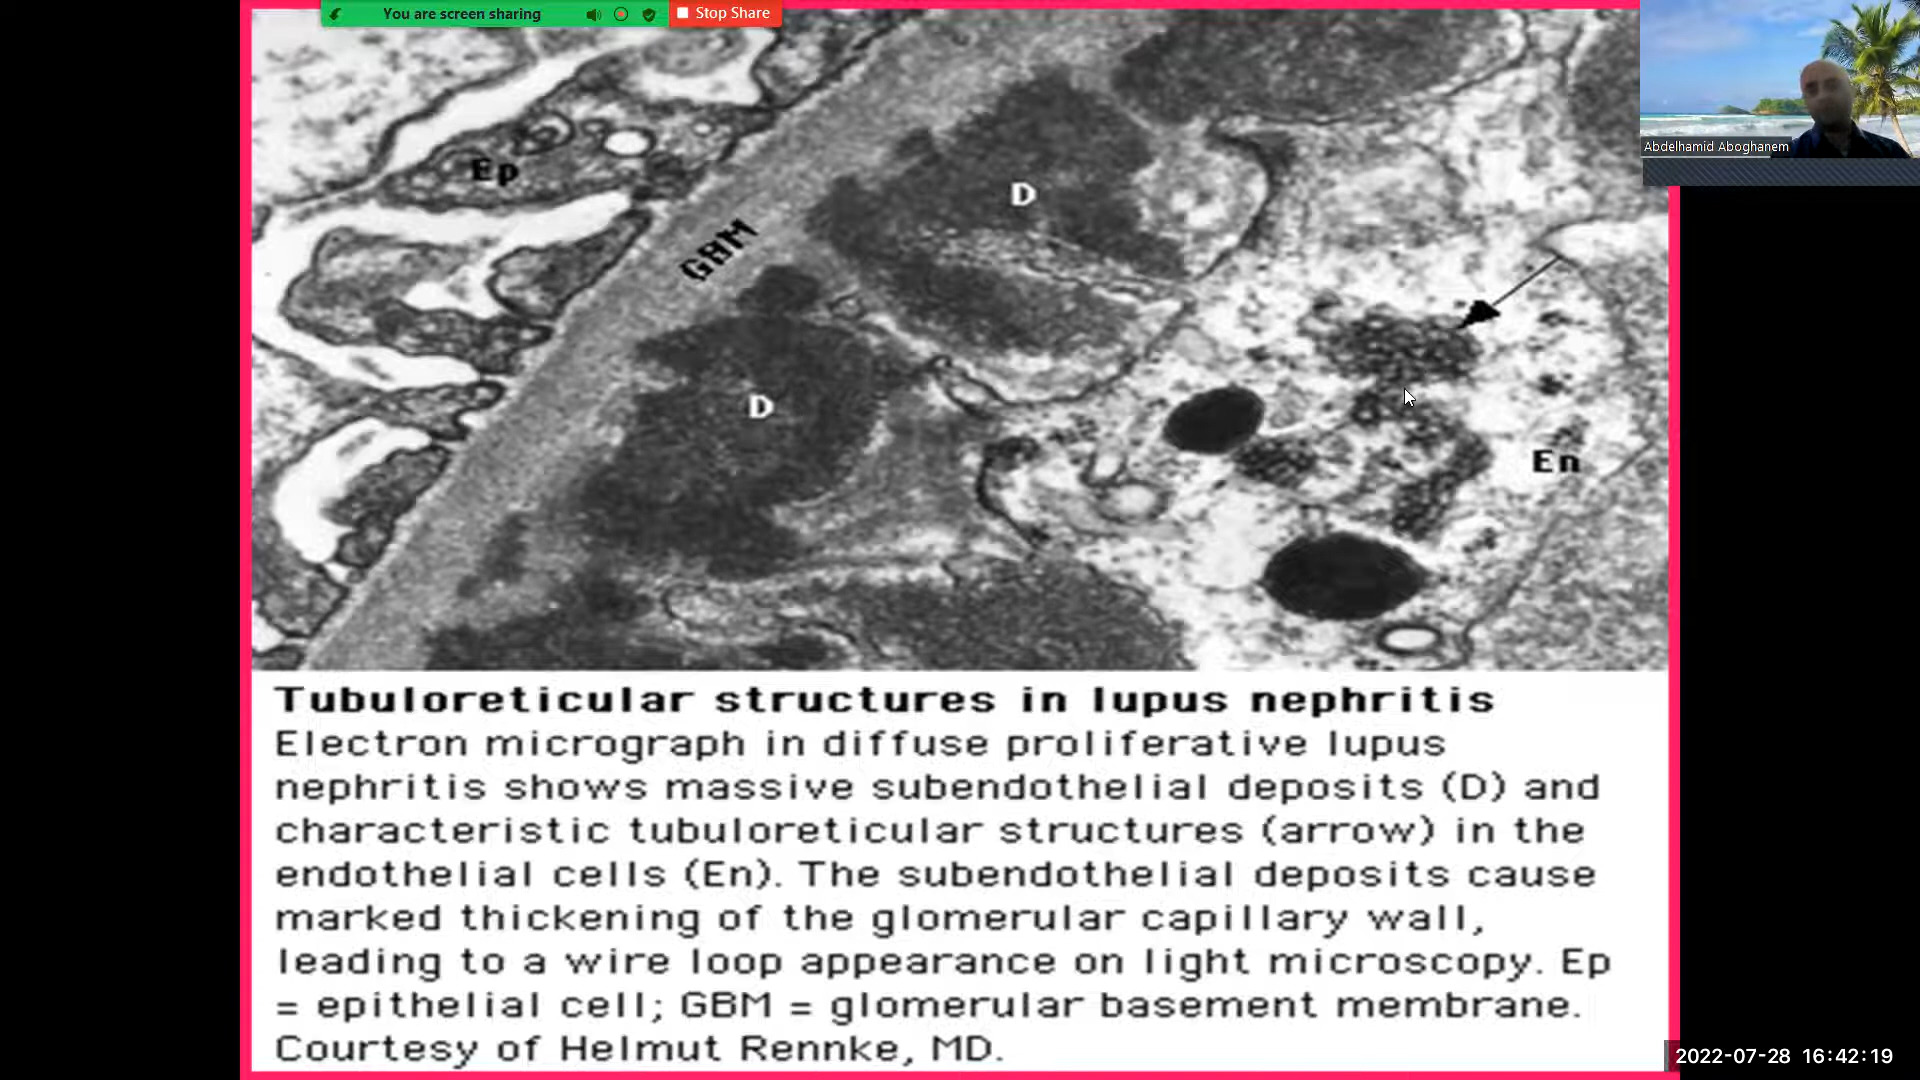 You are screen sharing
Stop Share
Abdelhamid Aboghanem
Ep
D
GBM
D
En
Tubuloreticular structures in lupus nephritis
Electron micrograph in diffuse proliferative lupus
nephritis shows massive subendothelial deposits (D) and
characteristic tubuloreticular structures (arrow) in the
endothelial cells (En). The subendothelial deposits cause
marked thickening of the glomerular capillary wall,
leading to a wire loop appearance on light microscopy. Ep
= epithelial cell; GBM = glomerular basement membrane.
Courtesy of Helmut Rennke, MD.
2022-07-28 16:42:19